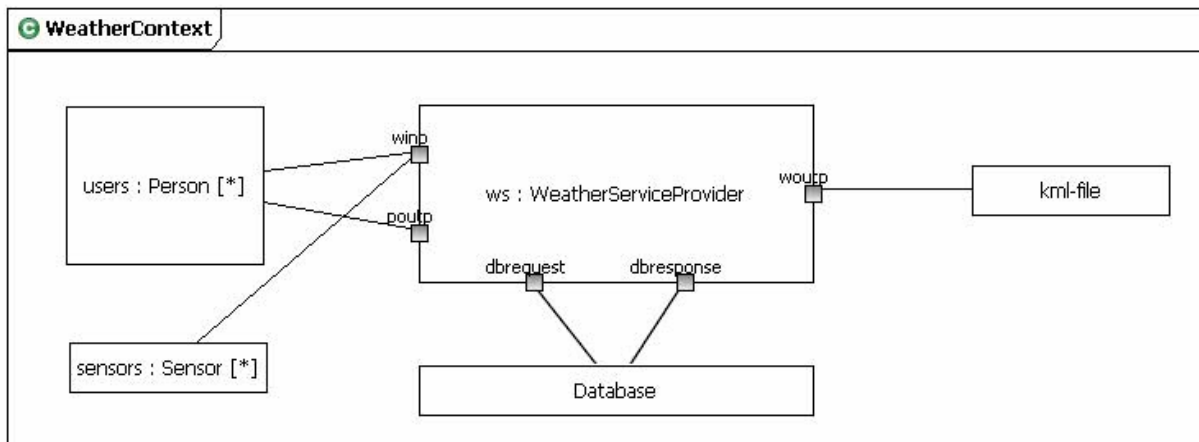 C WeatherContext
winp
users : Person [*]
ws : WeatherServiceProvider
woutp
kml-file
poutp
dbrequest
dbresponse
sensors : Sensor [*]
Database